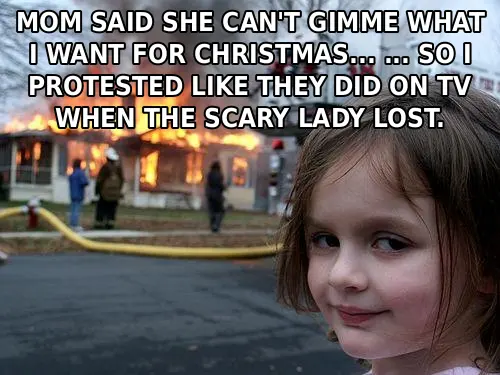 MOM SAID SHE CAN'T GIMME WHAT
I WANT FOR CHRISTMAS... ... SO I
PROTESTED LIKE THEY DID ON TV
WHEN THE SCARY LADY LOST.